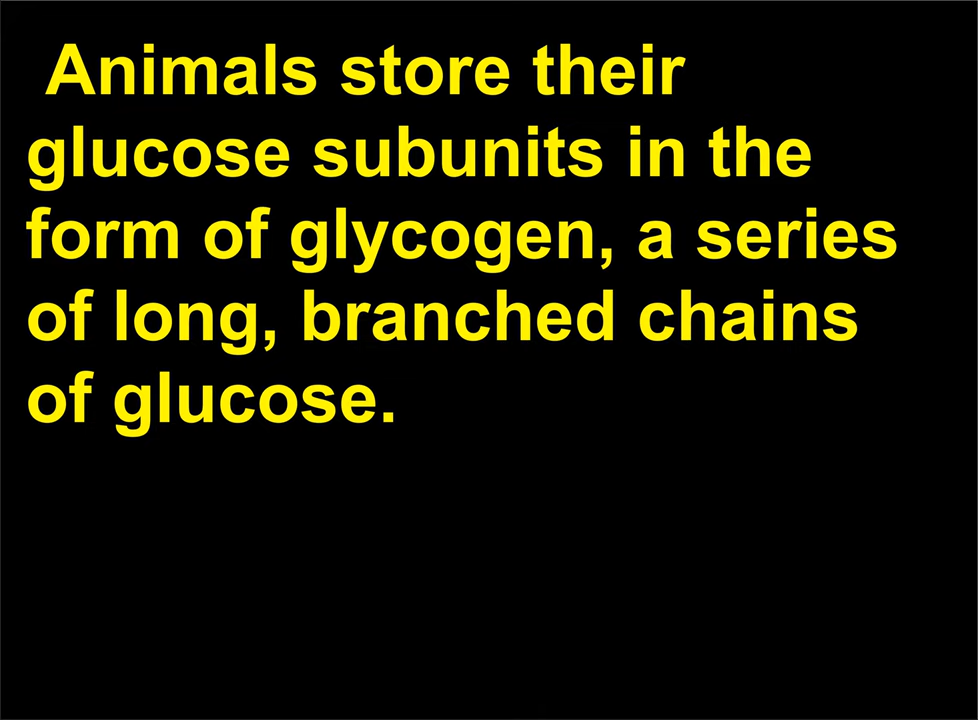 Animals store their
glucose subunits in the
form of glycogen, a series
of long, branched chains
of glucose.